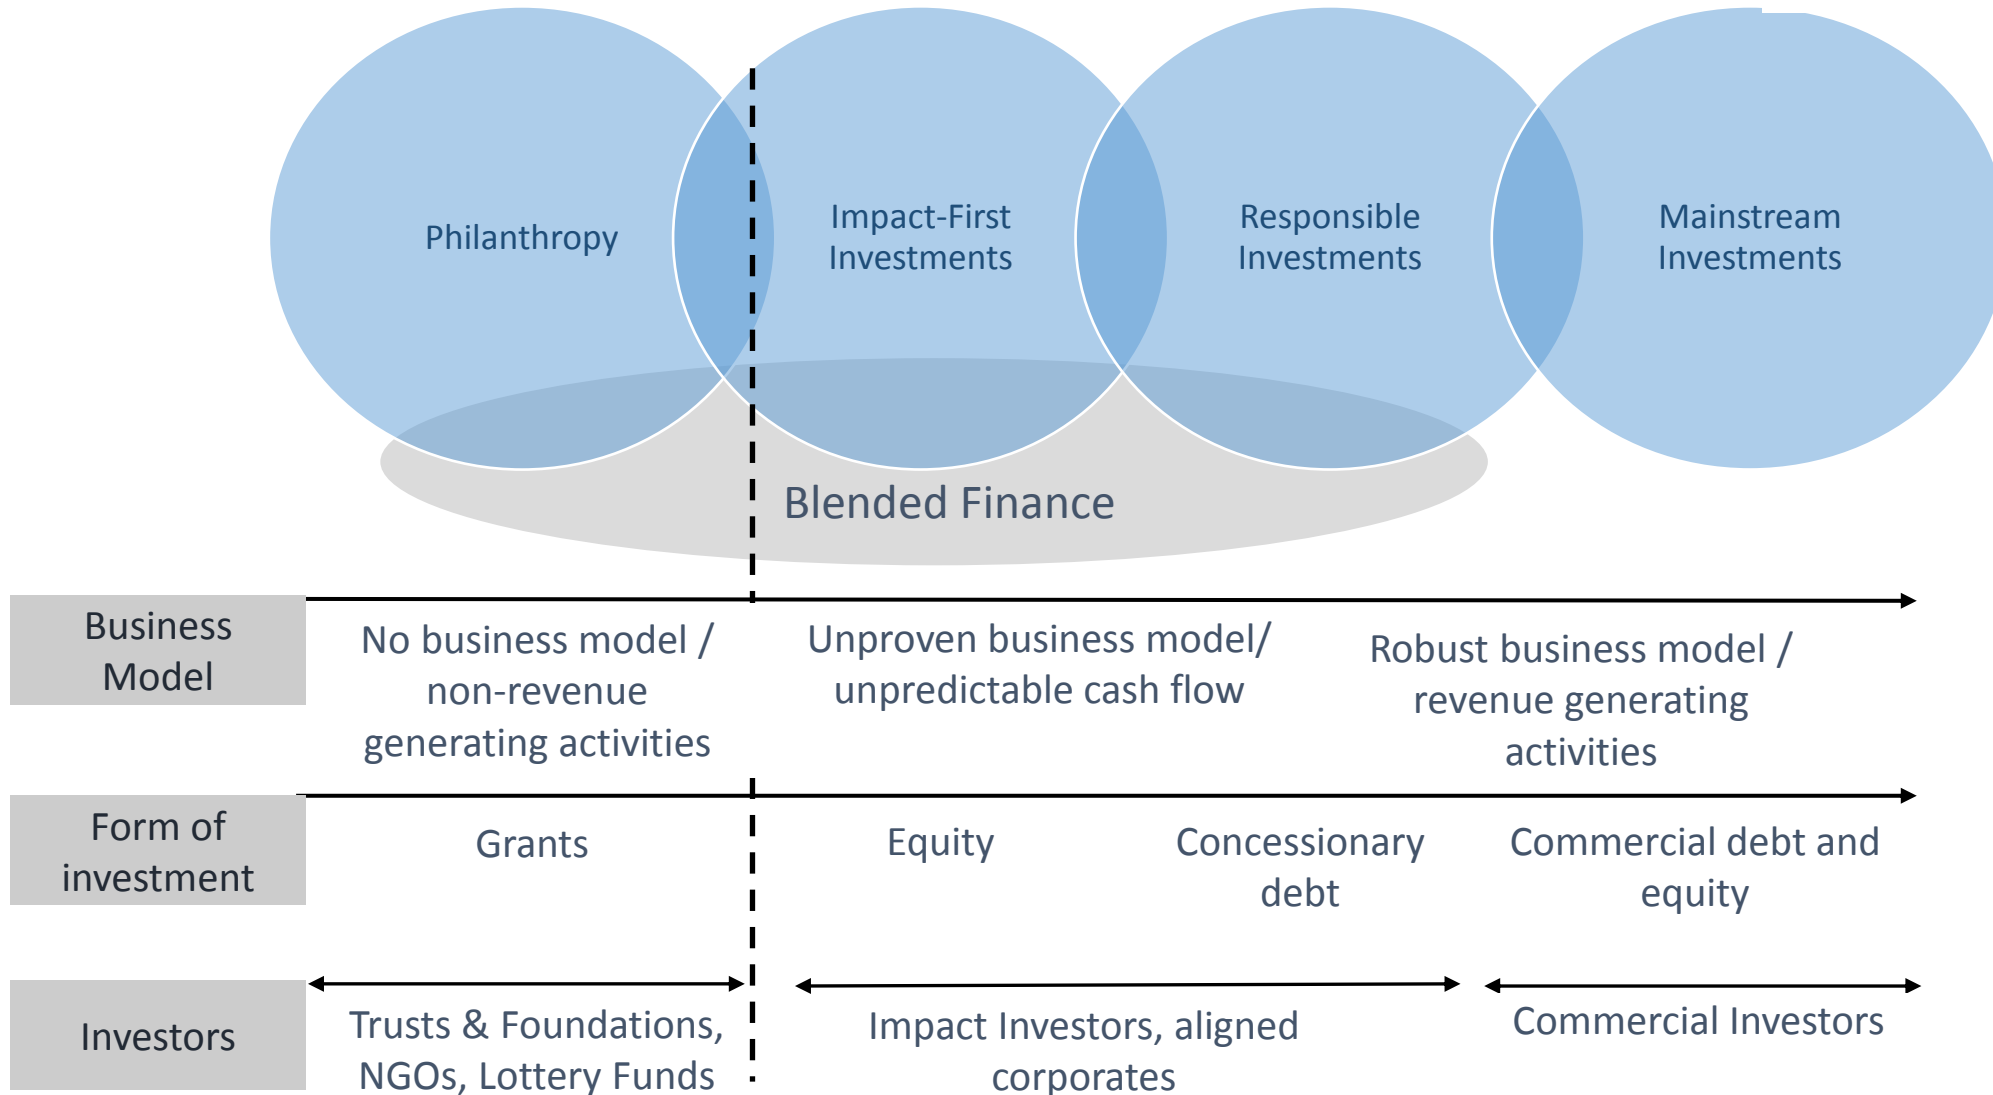 Philanthropy
Impact-First
Investments
Responsible
Investments
Mainstream
Investments
Blended Finance
Business
Model
No business model /
non-revenue
generating activities
Unproven business model/
unpredictable cash flow
Robust business model /
revenue generating
activities
Form of
investment
Grants
Equity
Concessionary
debt
Commercial debt and
equity
Investors
Trusts & Foundations,
NGOs, Lottery Funds
Impact Investors, aligned
corporates
Commercial Investors